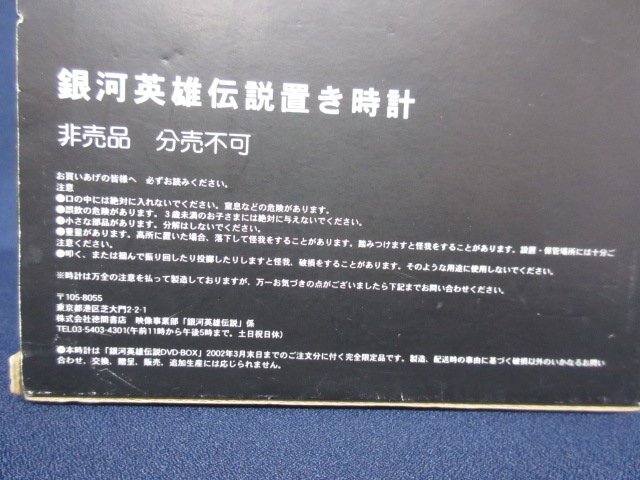 銀河英雄伝説置き時計
非売品　分売不可
お買いあげの皆様へ　必ずお読みください。
注意
●口の中には絶対に入れないでください。窒息などの危険があります。
●誤飲の危険があります。３歳未満のお子さまには絶対に与えないでください。
●小さな部品があります。分解はしないでください。
●重量があります。高所に置いた場合、落下して怪我をすることがあります。踏みつけますと怪我をすることがあります。設置・保管場所には十分ご
注意ください。
●叩く、または掴んで振り回したり投擲したりしますと怪我、破損をすることがあります。そのような用途に使用しないでください。
※時計は万全の注意を払って製造しておりますが、万一お気づきの点がございましたら下記までお問い合わせください。
〒105-8055
東京都港区芝大門2-2-1
株式会社徳間書店　映像事業部「銀河英雄伝説」係
TEL03-5403-4301(午前11時から午後5時まで。土日祝日休)
●本時計は「銀河英雄伝説DVD-BOX」2002年3月末日までのご注文分に付く完全限定品です。製造、配送時の事由に基づく破損以外のいかなるお問い
合わせ、交換、贈呈、販売、追加生産には応じられません。